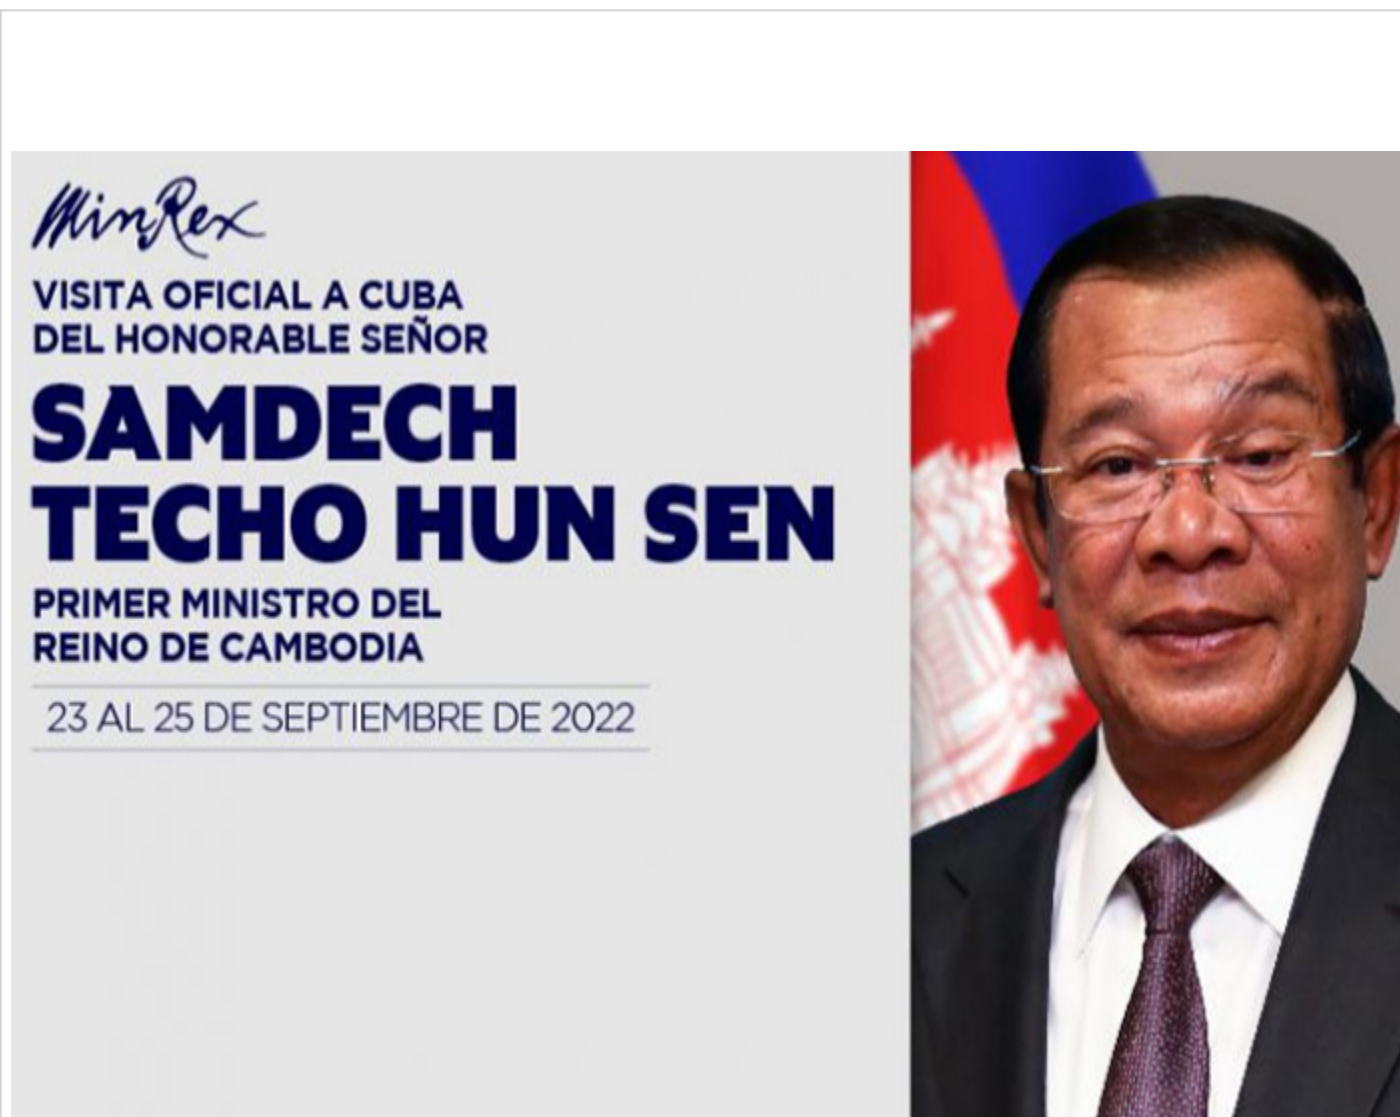 MinRex
VISITA OFICIAL A CUBA
DEL HONORABLE SEÑOR
SAMDECH
TECHO HUN SEN
PRIMER MINISTRO DEL
REINO DE CAMBODIA
23 AL 25 DE SEPTIEMBRE DE 2022